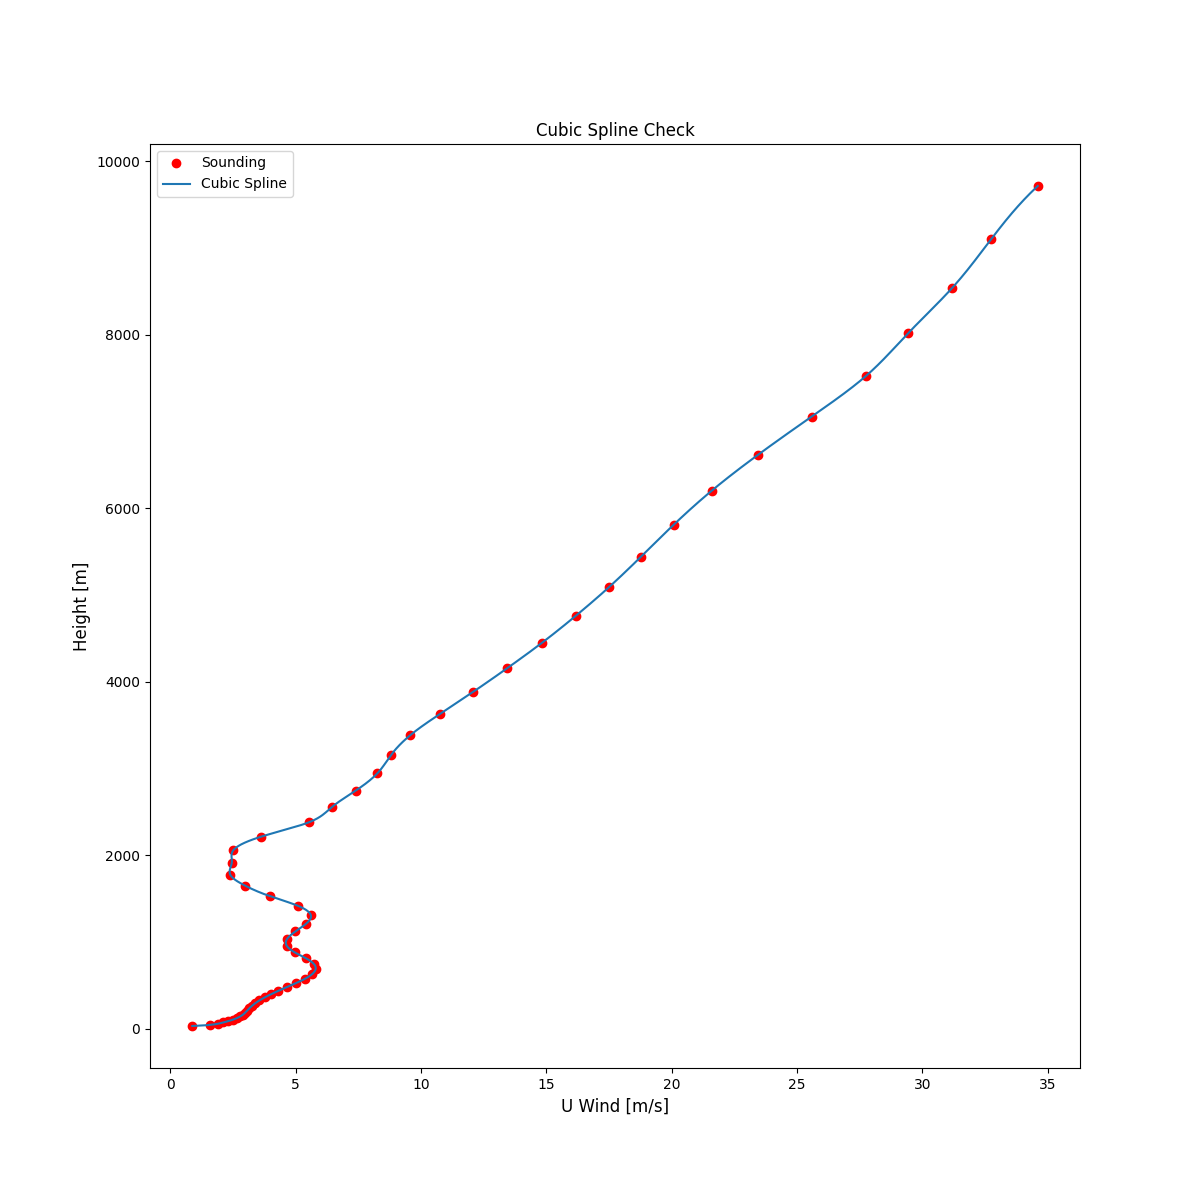 Cubic Spline Check
Sounding
Cubic Spline
10000
8000
6000
4000
2000
0
Height [m]
0 5 10 15 20 25 30 35
U Wind [m/s]